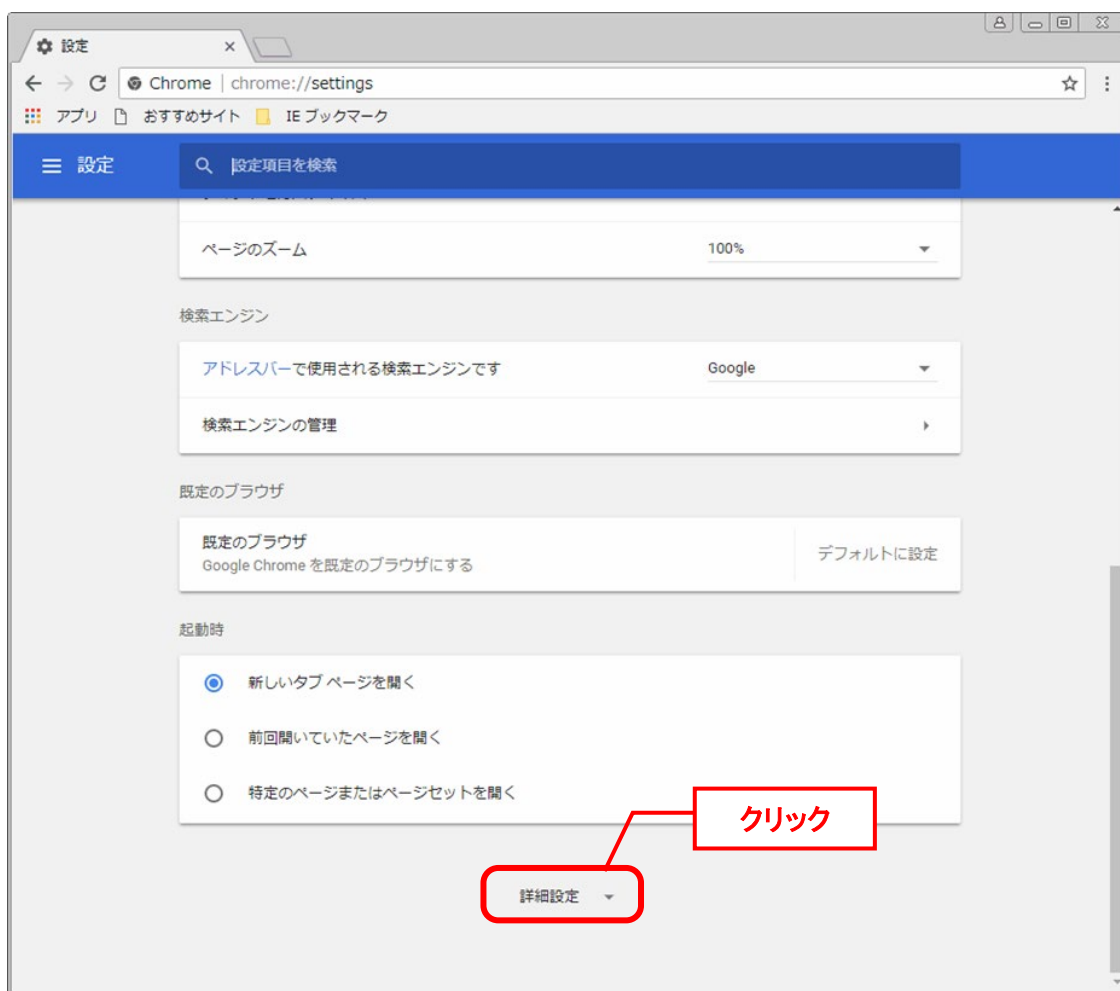 設定
Chrome | chrome://settings
アプリ おすすめサイト IE ブックマーク
設定 設定項目を検索
ページのズーム 100%
検索エンジン
アドレスバーで使用される検索エンジンです Google
検索エンジンの管理
既定のブラウザ
既定のブラウザ
Google Chrome を既定のブラウザにする
デフォルトに設定
起動時
新しいタブ ページを開く
前回開いていたページを開く
特定のページまたはページセットを開く
クリック
詳細設定